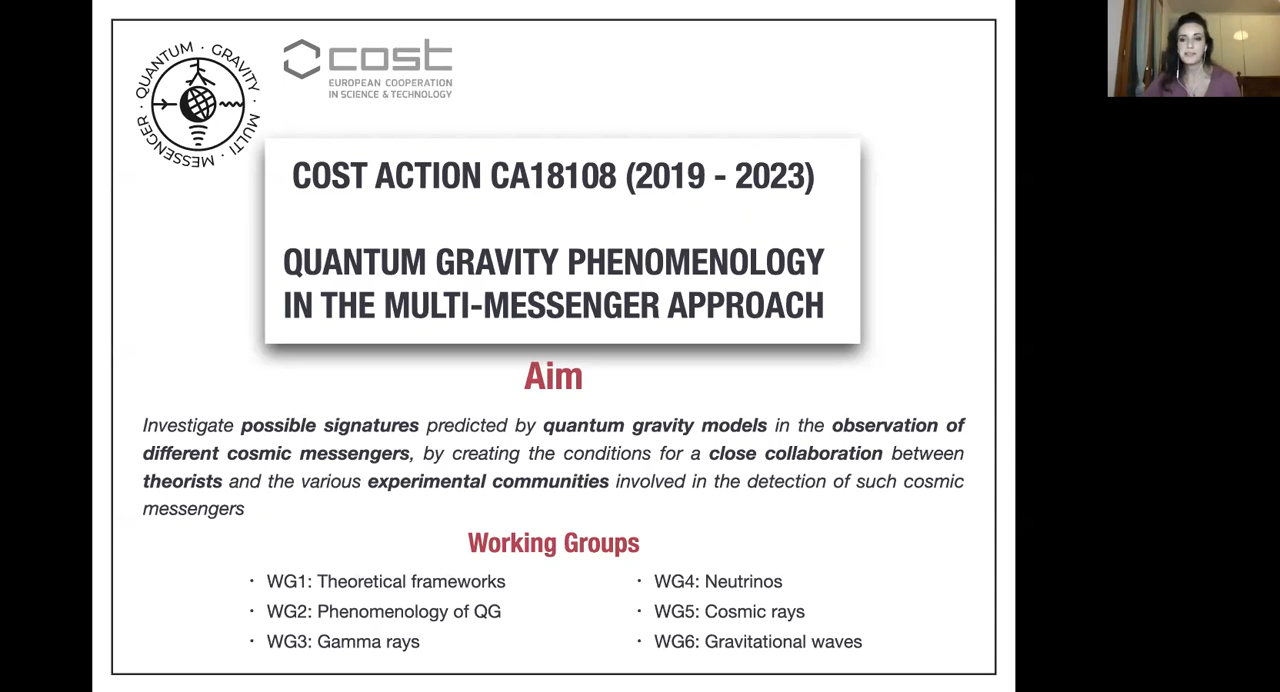 QUANTUM · GRAVITY · MULTI · MESSENGER ·
cost
EUROPEAN COOPERATION
IN SCIENCE & TECHNOLOGY
COST ACTION CA18108 (2019 - 2023)
QUANTUM GRAVITY PHENOMENOLOGY
IN THE MULTI-MESSENGER APPROACH
Aim
Investigate possible signatures predicted by quantum gravity models in the observation of
different cosmic messengers, by creating the conditions for a close collaboration between
theorists and the various experimental communities involved in the detection of such cosmic
messengers
Working Groups
· WG1: Theoretical frameworks
· WG2: Phenomenology of QG
· WG3: Gamma rays
· WG4: Neutrinos
· WG5: Cosmic rays
· WG6: Gravitational waves